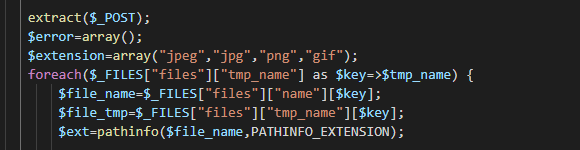 extract($_POST);
$error=array();
$extension=array("jpeg","jpg","png","gif");
foreach($_FILES["files"]["tmp_name"] as $key=>$tmp_name) {
$file_name=$_FILES["files"]["name"][$key];
$file_tmp=$_FILES["files"]["tmp_name"][$key];
$ext=pathinfo($file_name,PATHINFO_EXTENSION);